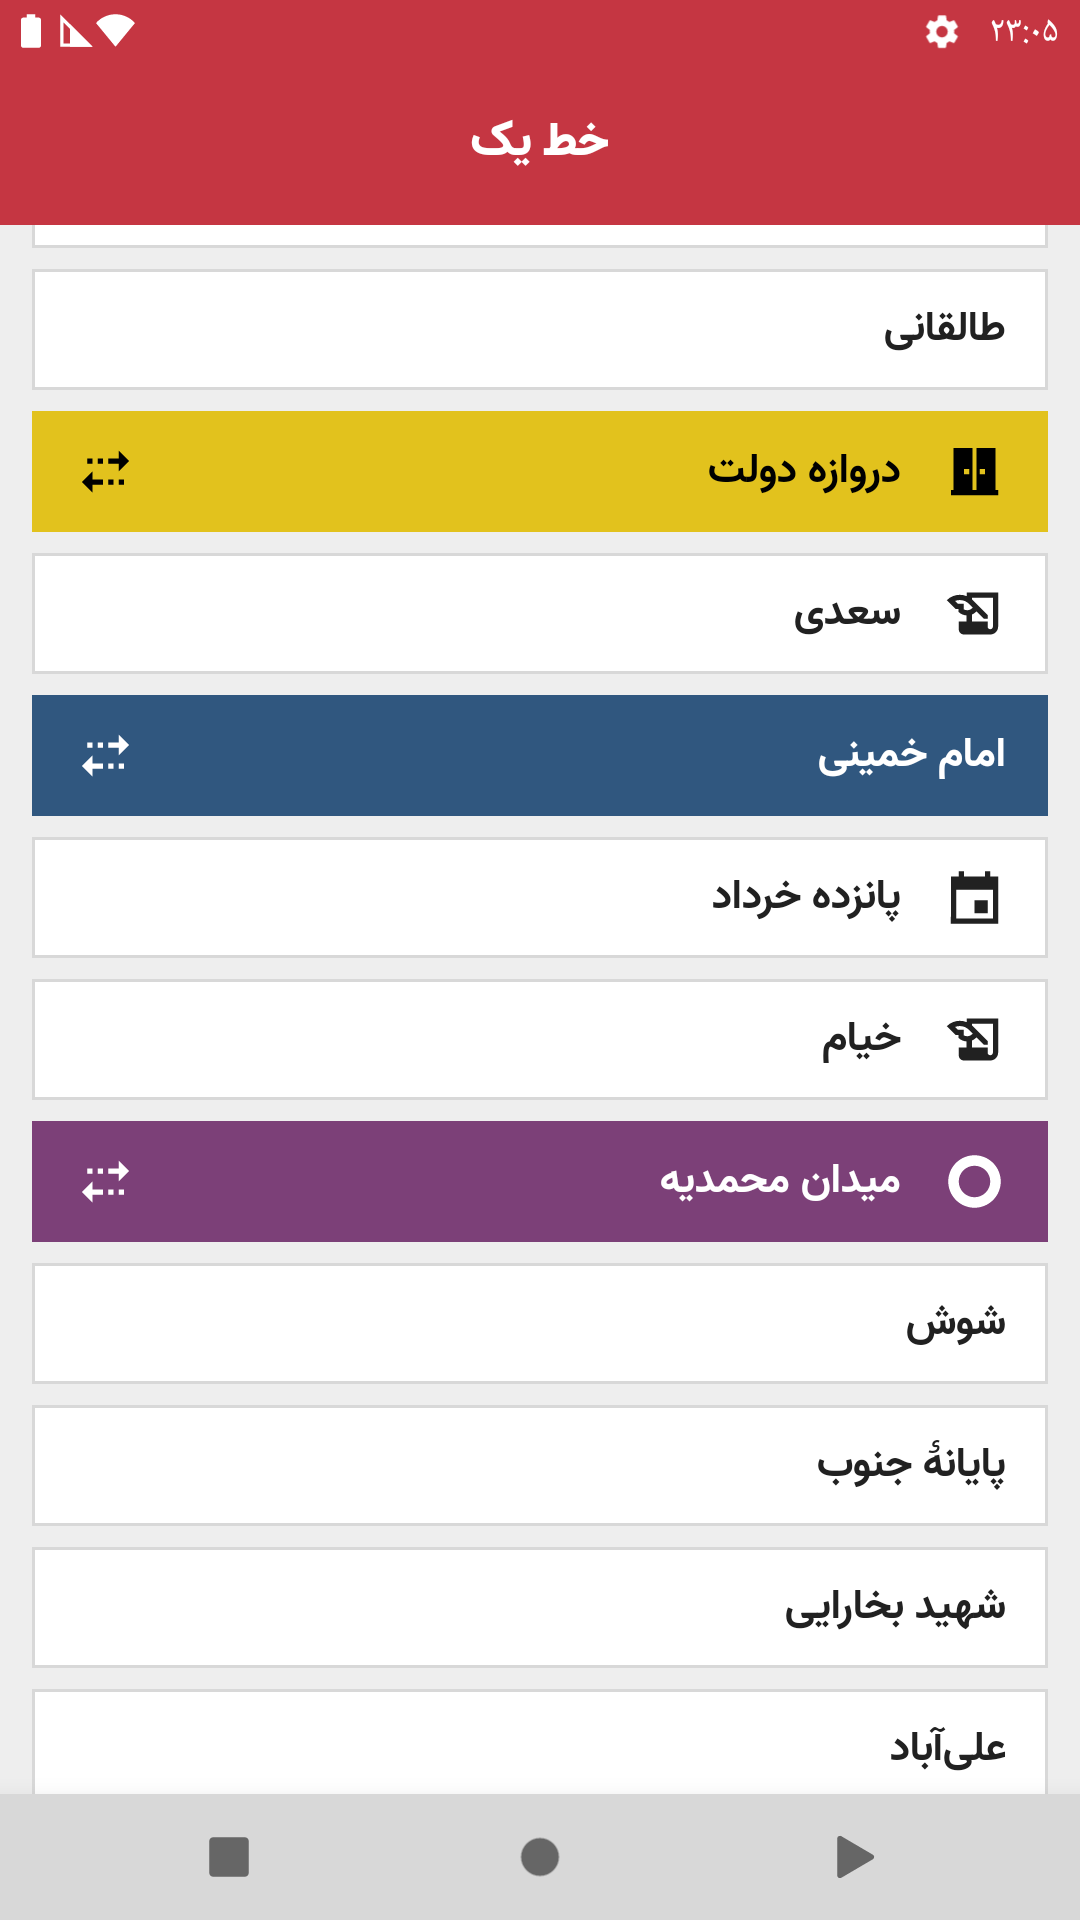 ۲۳:۰۵
خط یک
طالقانی
دروازه دولت
سعدی
امام خمینی
پانزده خرداد
خیام
میدان محمدیه
شوش
پایانهٔ جنوب
شهید بخارایی
علی‌آباد